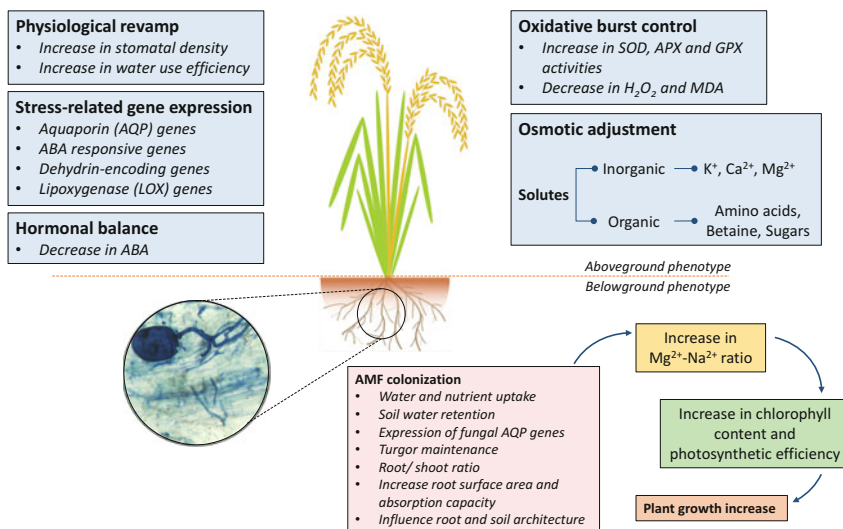 Physiological revamp
• Increase in stomatal density
• Increase in water use efficiency
Stress-related gene expression
• Aquaporin (AQP) genes
• ABA responsive genes
• Dehydrin-encoding genes
• Lipoxygenase (LOX) genes
Hormonal balance
• Decrease in ABA
Oxidative burst control
• Increase in SOD, APX and GPX
activities
• Decrease in H₂O₂ and MDA
Osmotic adjustment
Solutes
Inorganic
K⁺, Ca²⁺, Mg²⁺
Organic
Amino acids,
Betaine, Sugars
Aboveground phenotype
Belowground phenotype
AMF colonization
• Water and nutrient uptake
• Soil water retention
• Expression of fungal AQP genes
• Turgor maintenance
• Root/ shoot ratio
• Increase root surface area and
absorption capacity
• Influence root and soil architecture
Increase in
Mg²⁺-Na²⁺ ratio
Increase in chlorophyll
content and
photosynthetic efficiency
Plant growth increase